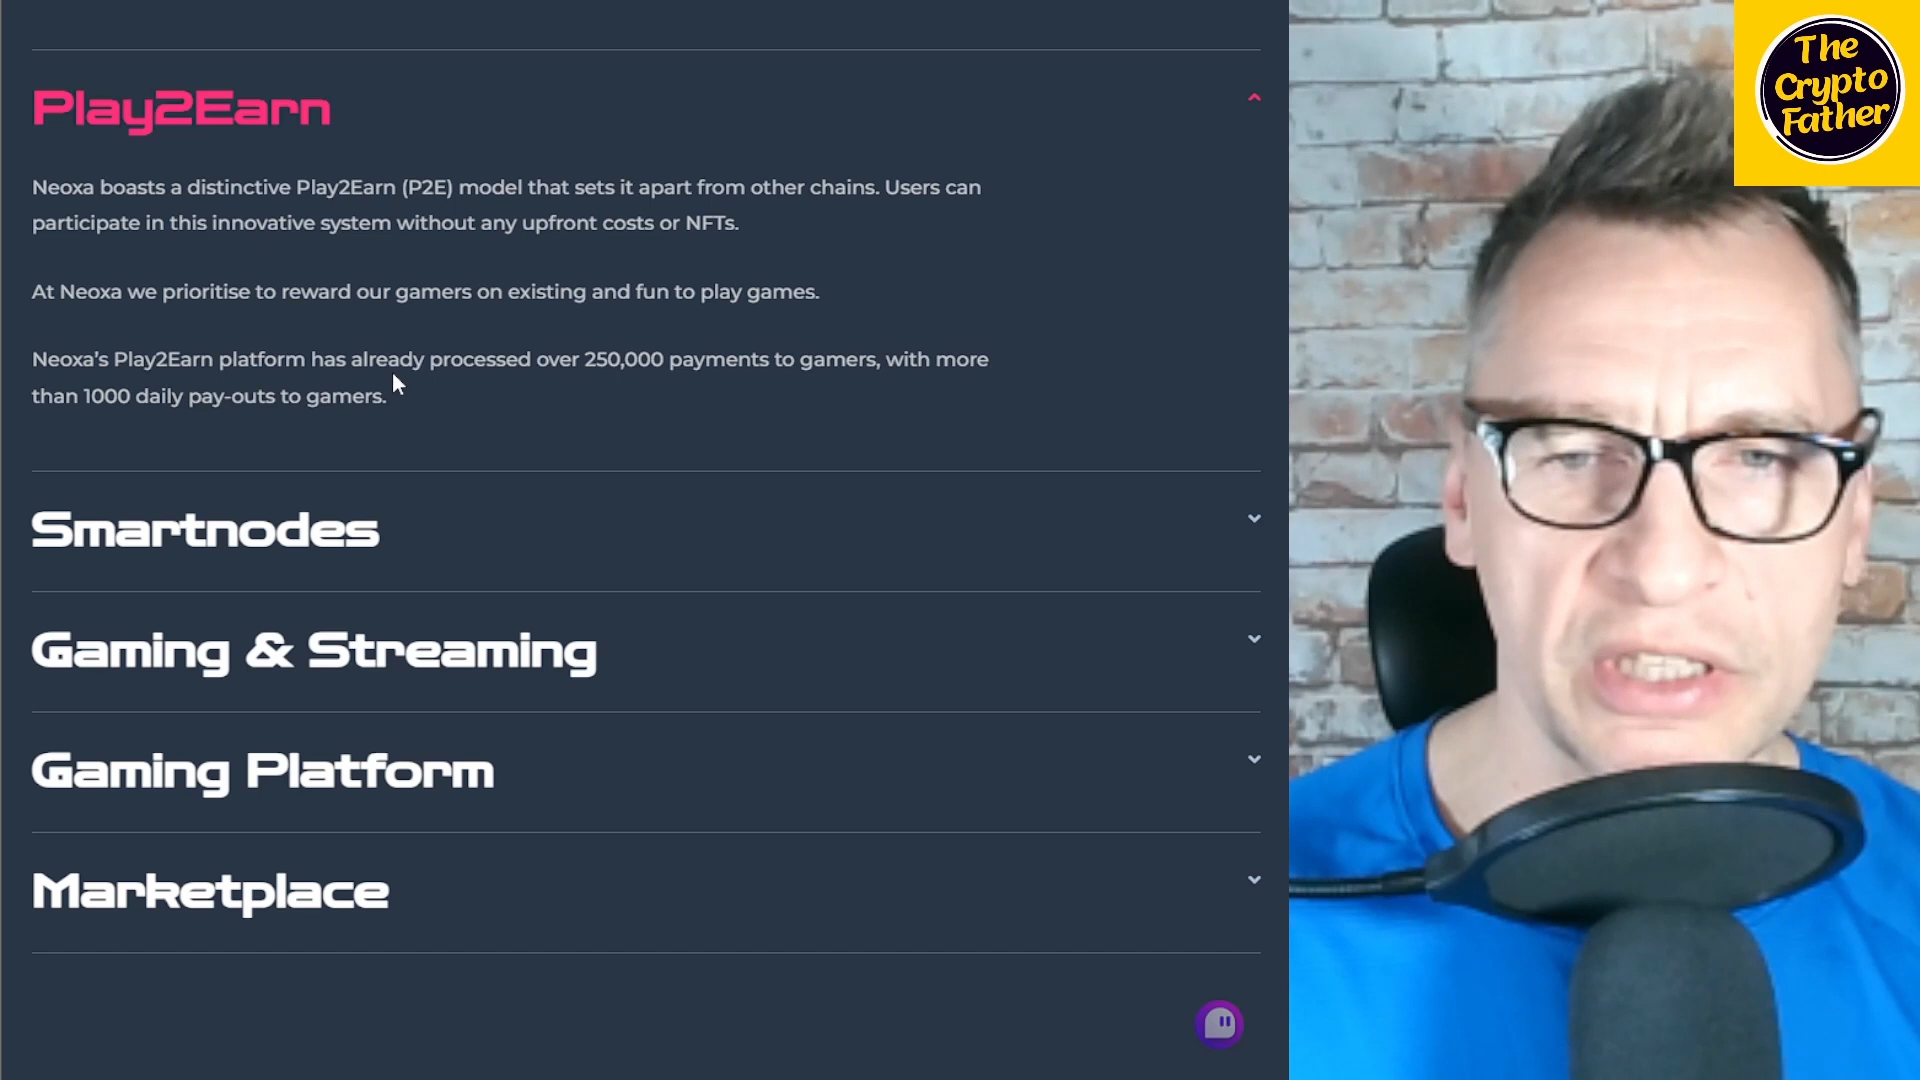 Play2Earn
Neoxa boasts a distinctive Play2Earn (P2E) model that sets it apart from other chains. Users can
participate in this innovative system without any upfront costs or NFTs.
At Neoxa we prioritise to reward our gamers on existing and fun to play games.
Neoxa’s Play2Earn platform has already processed over 250,000 payments to gamers, with more
than 1000 daily pay-outs to gamers.
Smartnodes
Gaming & Streaming
Gaming Platform
Marketplace
The
Crypto
Father